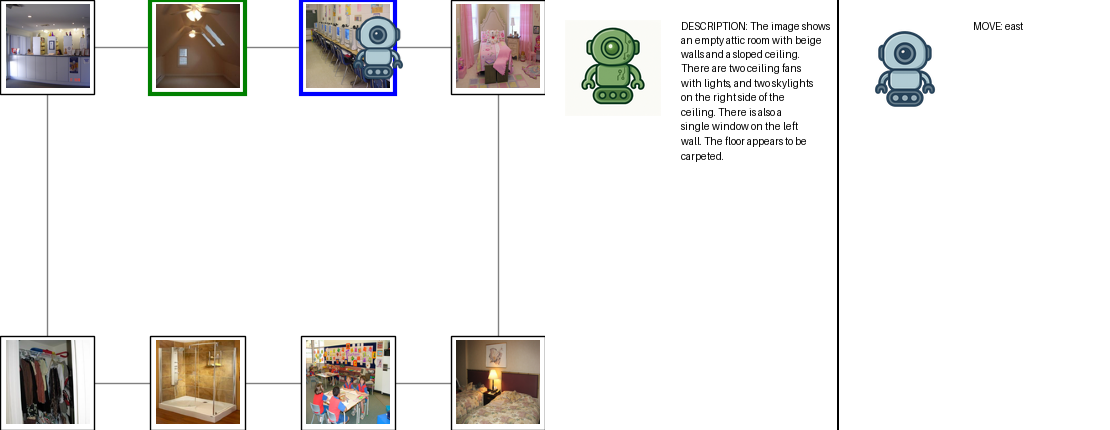 DESCRIPTION: The image shows
an empty attic room with beige
walls and a sloped ceiling.
There are two ceiling fans
with lights, and two skylights
on the right side of the
ceiling. There is also a
single window on the left
wall. The floor appears to be
carpeted.
MOVE: east